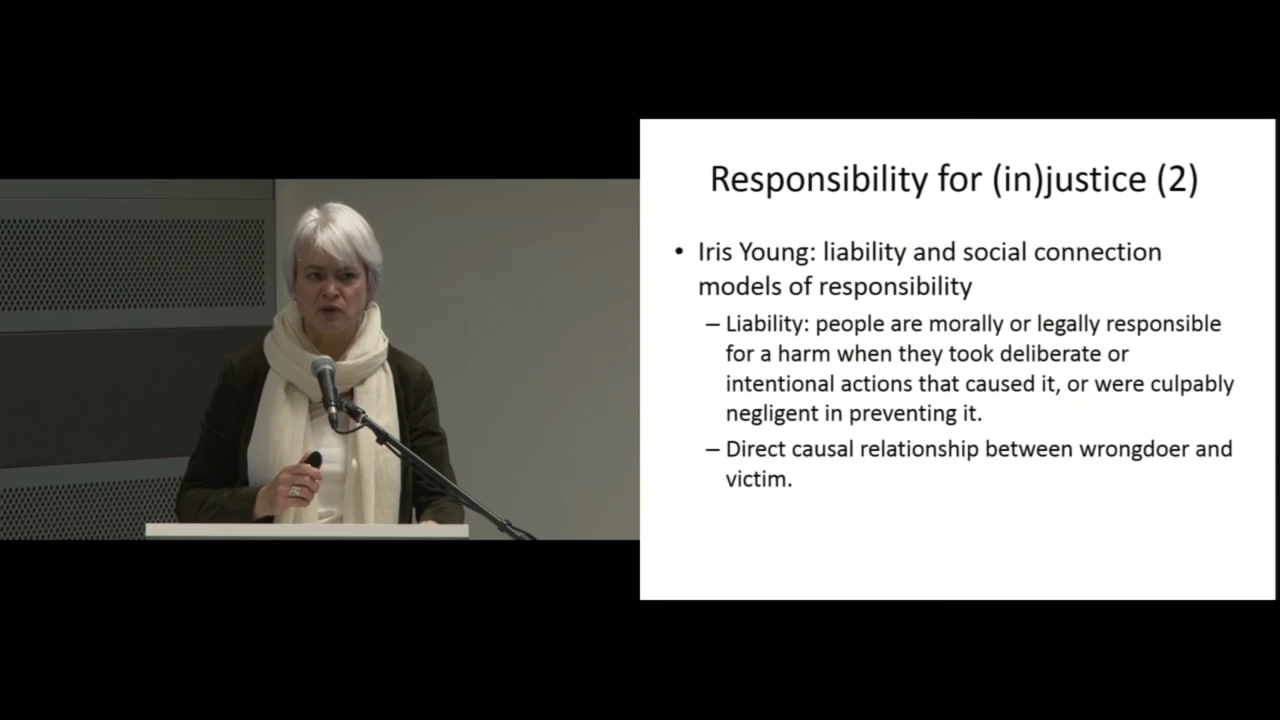 Responsibility for (in)justice (2)
• Iris Young: liability and social connection
models of responsibility
– Liability: people are morally or legally responsible
for a harm when they took deliberate or
intentional actions that caused it, or were culpably
negligent in preventing it.
– Direct causal relationship between wrongdoer and
victim.